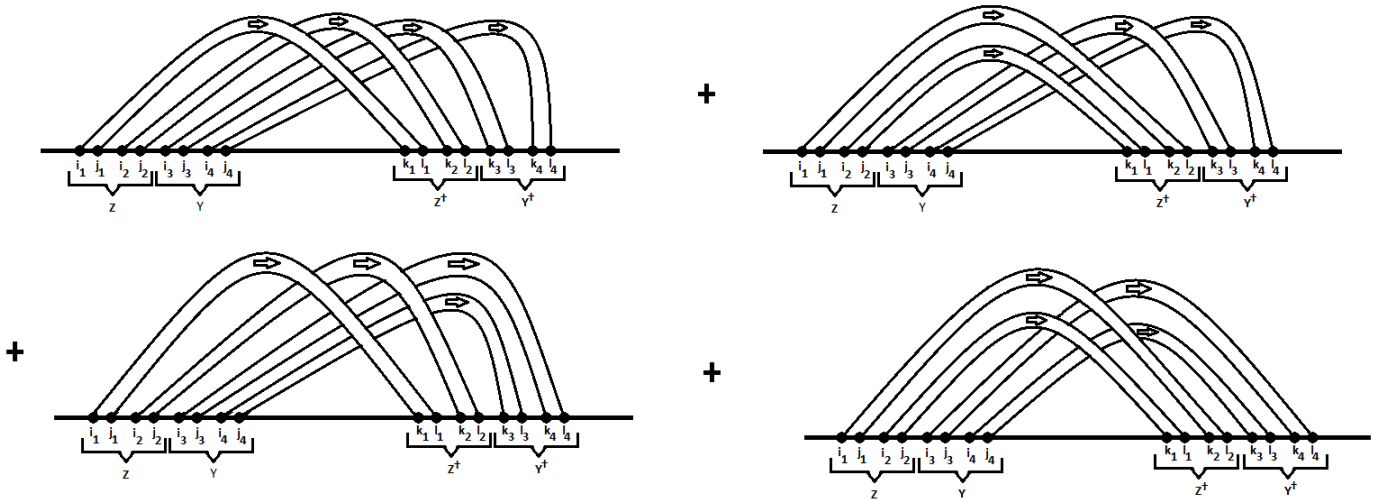 +
i₁ j₁ i₂ j₂ i₃ j₃ i₄ j₄ k₁ l₁ k₂ l₂ k₃ l₃ k₄ l₄
Z Y Z† Y†
i₁ j₁ i₂ j₂ i₃ j₃ i₄ j₄ k₁ l₁ k₂ l₂ k₃ l₃ k₄ l₄
Z Y Z† Y†
+ +
i₁ j₁ i₂ j₂ i₃ j₃ i₄ j₄ k₁ l₁ k₂ l₂ k₃ l₃ k₄ l₄
Z Y Z† Y†
i₁ j₁ i₂ j₂ i₃ j₃ i₄ j₄ k₁ l₁ k₂ l₂ k₃ l₃ k₄ l₄
Z Y Z† Y†